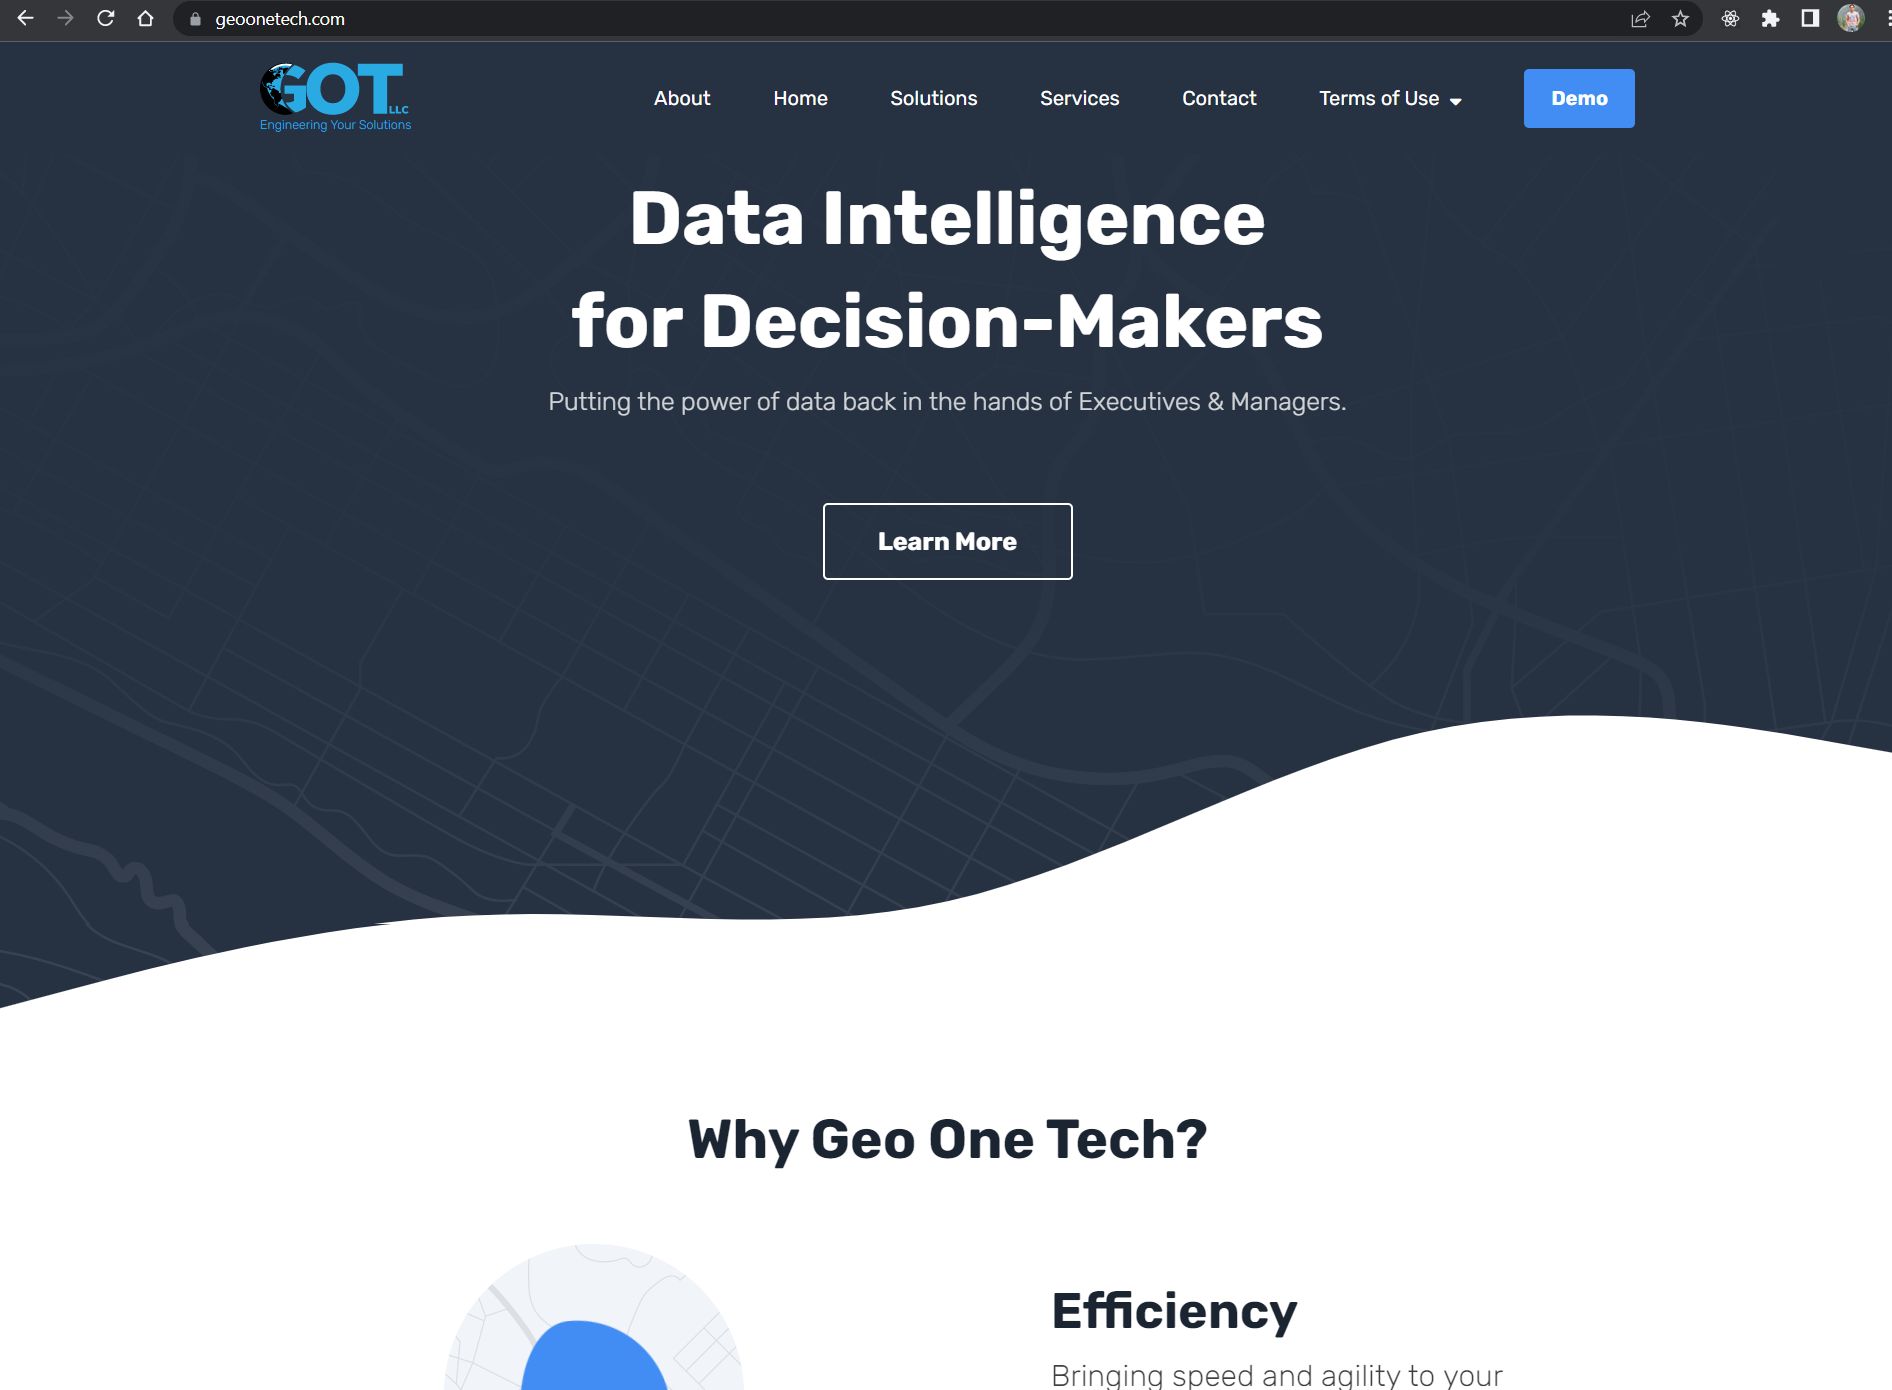 geoonetech.com
GOT LLC
Engineering Your Solutions
About Home Solutions Services Contact Terms of Use Demo
Data Intelligence
for Decision-Makers
Putting the power of data back in the hands of Executives & Managers.
Learn More
Why Geo One Tech?
Efficiency
Bringing speed and agility to your